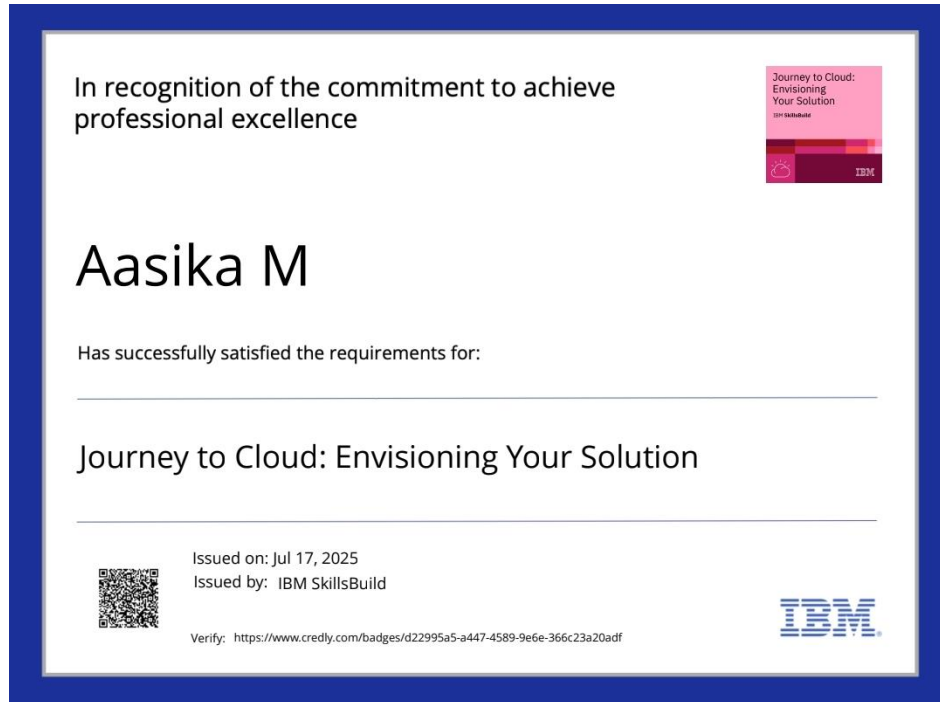 In recognition of the commitment to achieve
professional excellence
Journey to Cloud:
Envisioning
Your Solution
IBM SkillsBuild
IBM
Aasika M
Has successfully satisfied the requirements for:
Journey to Cloud: Envisioning Your Solution
Issued on: Jul 17, 2025
Issued by: IBM SkillsBuild
Verify: https://www.credly.com/badges/d22995a5-a447-4589-9e6e-366c23a20adf
IBM